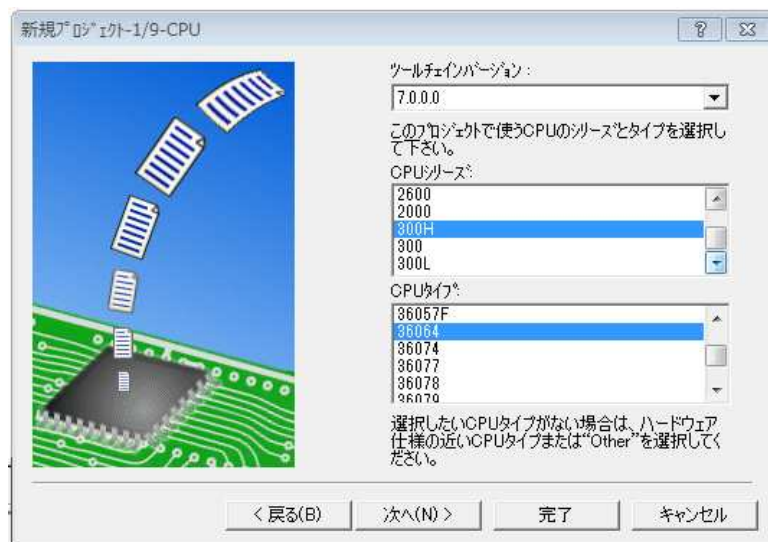 新規ﾌﾟﾛｼﾞｪｸﾄ-1/9-CPU
ﾂｰﾙﾁｪｲﾝﾊﾞｰｼﾞｮﾝ :
7.0.0.0
このﾌﾟﾛｼﾞｪｸﾄで使うCPUのｼﾘｰｽﾞとﾀｲﾌﾟを選択し
て下さい。
CPUｼﾘｰｽﾞ:
2600
2000
300H
300
300L
CPUﾀｲﾌﾟ:
36057F
36064
36074
36077
36078
36079
選択したいCPUﾀｲﾌﾟがない場合は、ﾊｰﾄﾞｳｪｱ
仕様の近いCPUﾀｲﾌﾟまたは“Other”を選択してく
ださい。
< 戻る(B)
次へ(N) >
完了
キャンセル